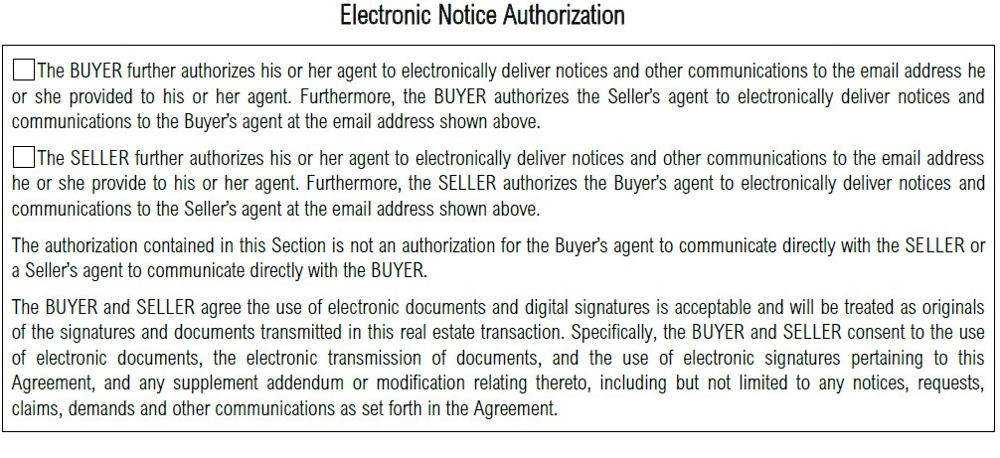 Electronic Notice Authorization
The BUYER further authorizes his or her agent to electronically deliver notices and other communications to the email address he
or she provided to his or her agent. Furthermore, the BUYER authorizes the Seller's agent to electronically deliver notices and
communications to the Buyer's agent at the email address shown above.
The SELLER further authorizes his or her agent to electronically deliver notices and other communications to the email address
he or she provide to his or her agent. Furthermore, the SELLER authorizes the Buyer's agent to electronically deliver notices and
communications to the Seller's agent at the email address shown above.
The authorization contained in this Section is not an authorization for the Buyer's agent to communicate directly with the SELLER or
a Seller's agent to communicate directly with the BUYER.
The BUYER and SELLER agree the use of electronic documents and digital signatures is acceptable and will be treated as originals
of the signatures and documents transmitted in this real estate transaction. Specifically, the BUYER and SELLER consent to the use
of electronic documents, the electronic transmission of documents, and the use of electronic signatures pertaining to this
Agreement, and any supplement addendum or modification relating thereto, including but not limited to any notices, requests,
claims, demands and other communications as set forth in the Agreement.